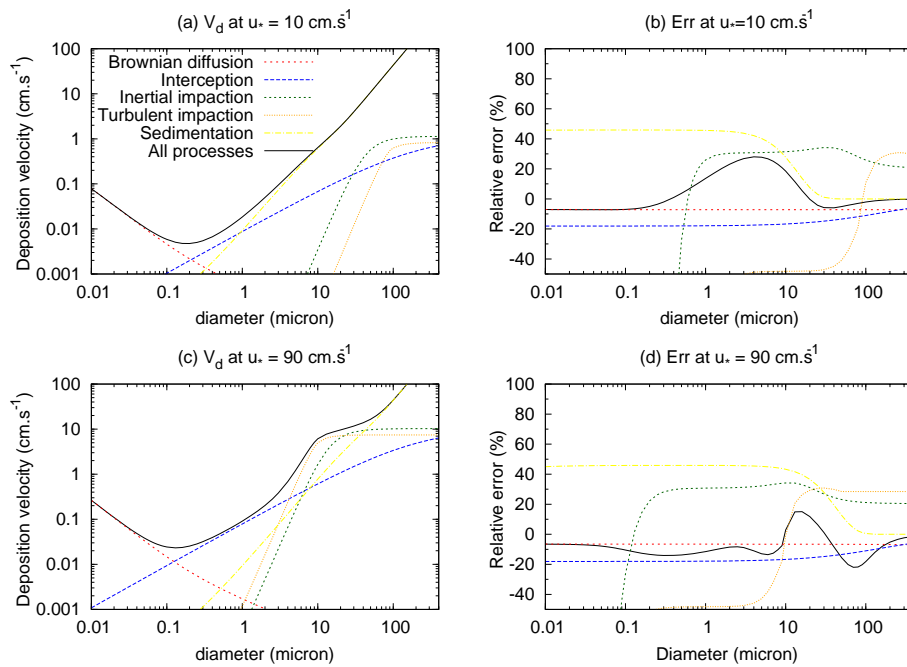 (a) V_d at u_* = 10 cm.s^-1
Deposition velocity (cm.s^-1)
100
10
1
0.1
0.01
0.001
Brownian diffusion
Interception
Inertial impaction
Turbulent impaction
Sedimentation
All processes
0.01 0.1 1 10 100
diameter (micron)
(b) Err at u_*=10 cm.s^-1
Relative error (%)
100
80
60
40
20
0
-20
-40
0.01 0.1 1 10 100
diameter (micron)
(c) V_d at u_* = 90 cm.s^-1
Deposition velocity (cm.s^-1)
100
10
1
0.1
0.01
0.001
0.01 0.1 1 10 100
diameter (micron)
(d) Err at u_* = 90 cm.s^-1
Relative error (%)
100
80
60
40
20
0
-20
-40
0.01 0.1 1 10 100
Diameter (micron)